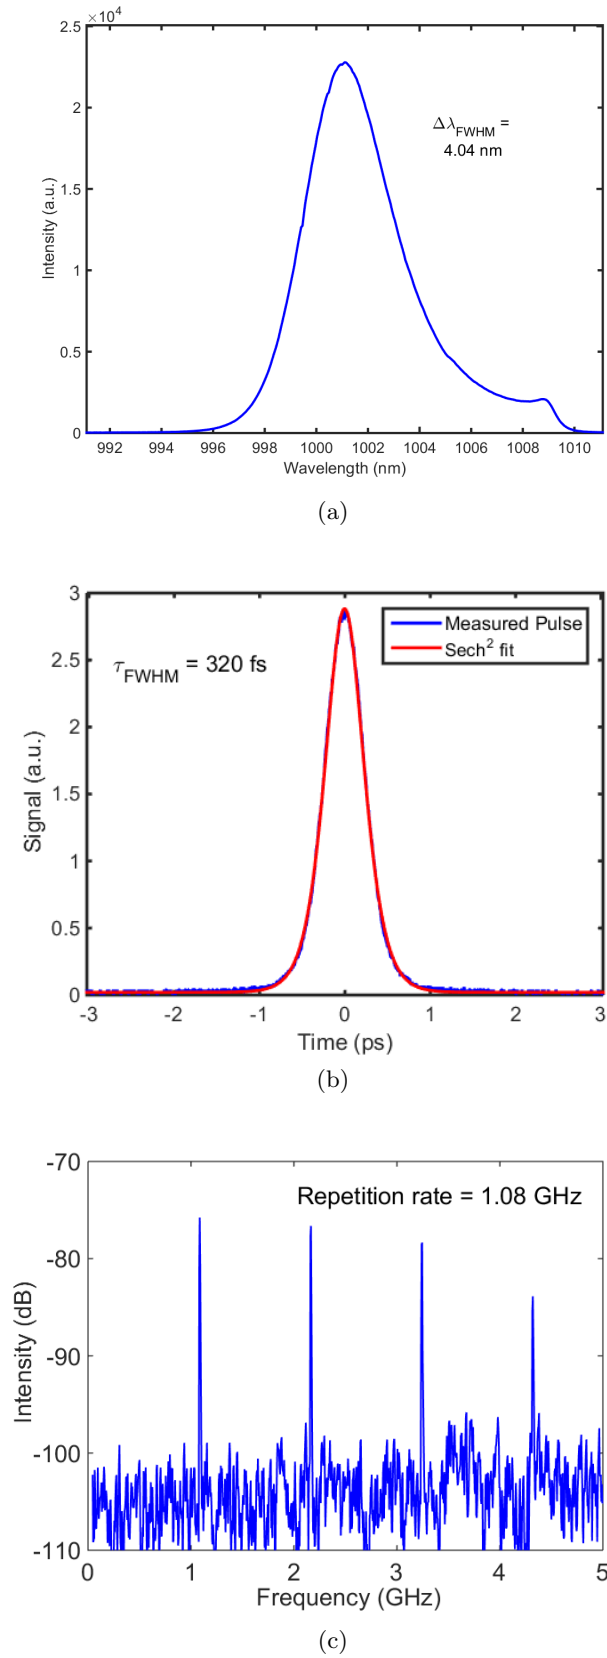 ×10⁴
2.5
2
1.5
1
0.5
0
Intensity (a.u.)
Δλ_FWHM =
4.04 nm
992 994 996 998 1000 1002 1004 1006 1008 1010
Wavelength (nm)
(a)
3
2.5
2
1.5
1
0.5
0
Signal (a.u.)
τ_FWHM = 320 fs
Measured Pulse
Sech² fit
-3 -2 -1 0 1 2 3
Time (ps)
(b)
-70
-80
-90
-100
-110
Intensity (dB)
Repetition rate = 1.08 GHz
0 1 2 3 4 5
Frequency (GHz)
(c)